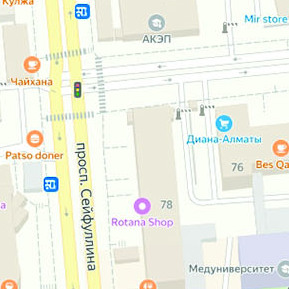 Кулжа
Mir store
АКЭП
Чайхана
Диана-Алматы
Patso doner
Bes Qa
76
просп. Сейфуллина
78
Rotana Shop
Медуниверситет